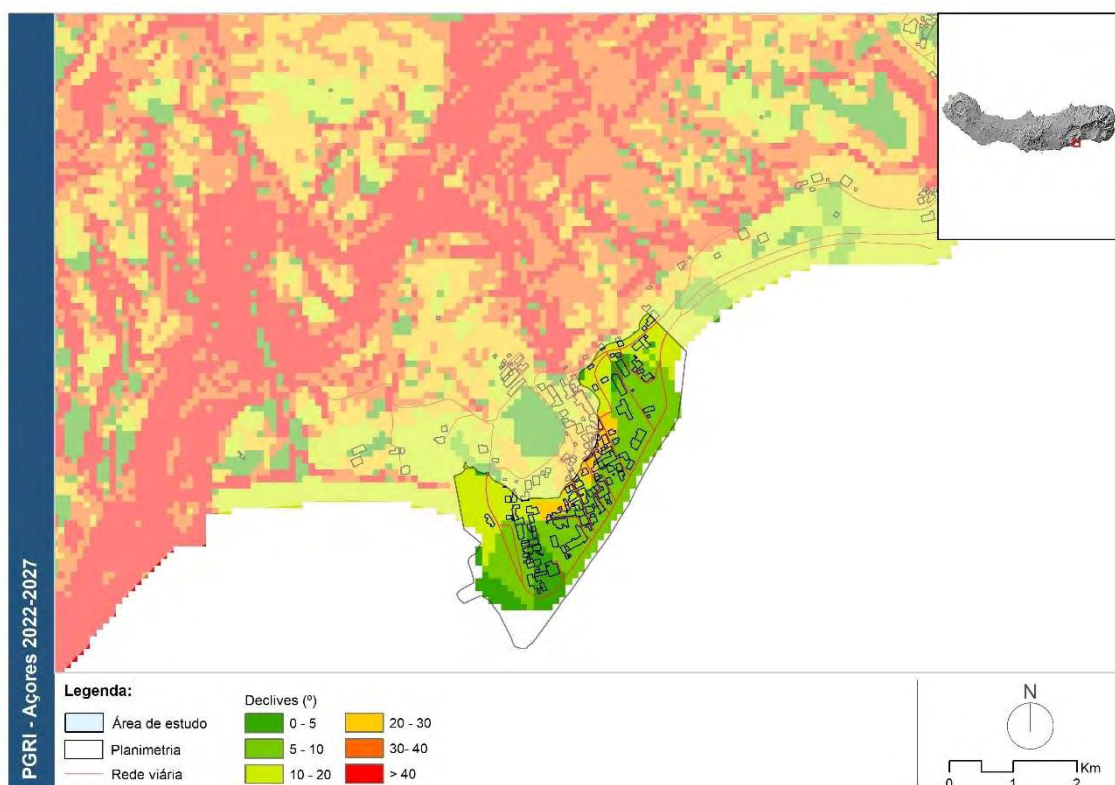 PGRI - Açores 2022-2027
Legenda:
Área de estudo
Planimetria
Rede viária
Declives (º)
0 - 5
5 - 10
10 - 20
20 - 30
30- 40
> 40
N
Km
0 1 2